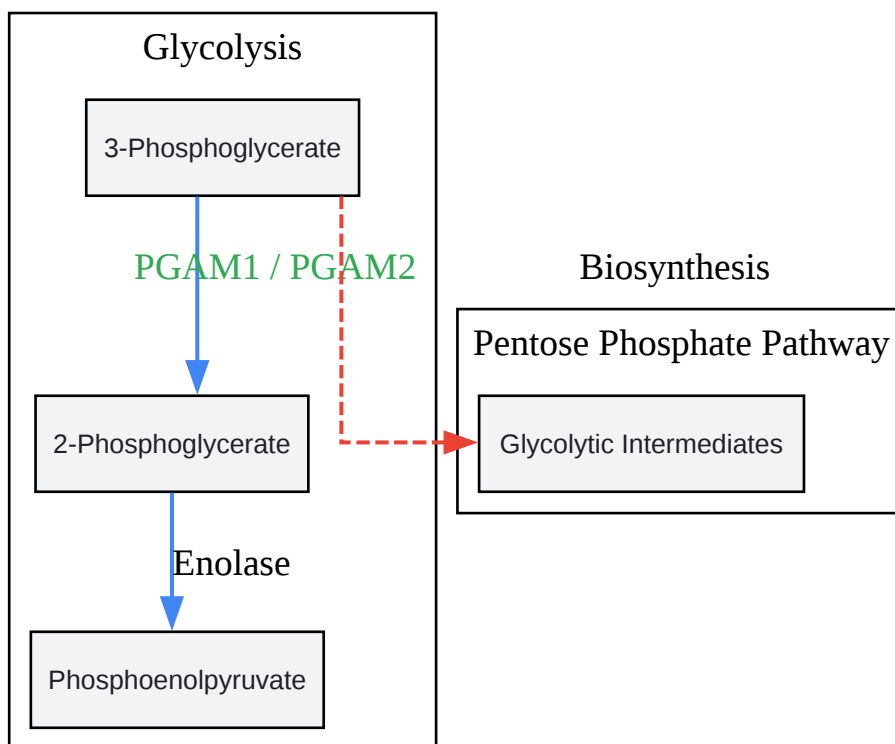 Glycolysis
3-Phosphoglycerate
PGAM1 / PGAM2
2-Phosphoglycerate
Enolase
Phosphoenolpyruvate
Biosynthesis
Pentose Phosphate Pathway
Glycolytic Intermediates